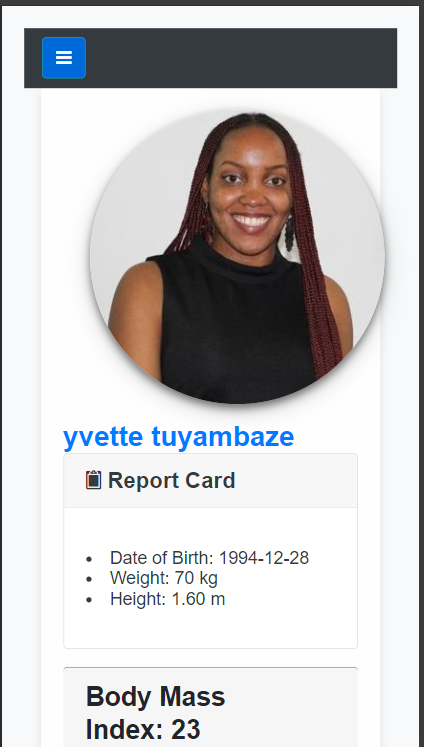 yvette tuyambaze
Report Card
Date of Birth: 1994-12-28
Weight: 70 kg
Height: 1.60 m
Body Mass
Index: 23